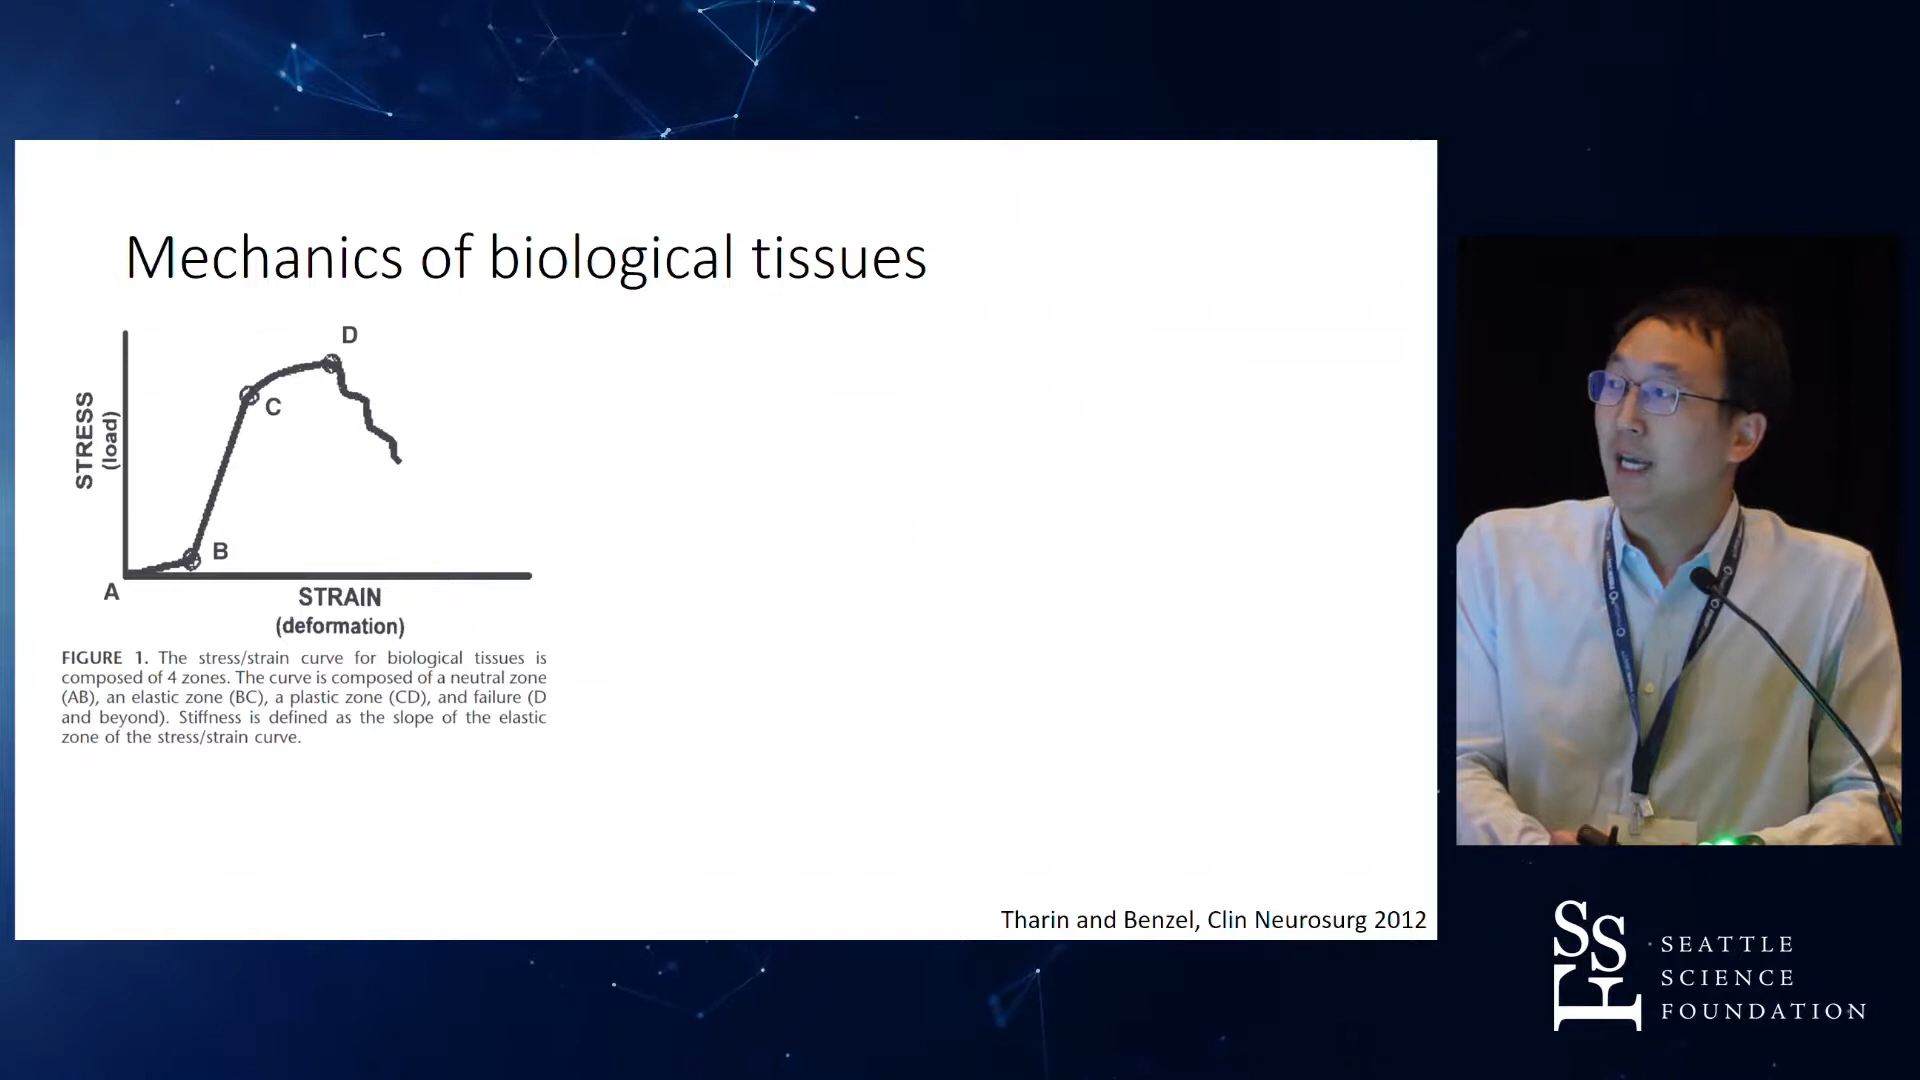 Mechanics of biological tissues
D
C
STRESS
(load)
B
A
STRAIN
(deformation)
FIGURE 1. The stress/strain curve for biological tissues is
composed of 4 zones. The curve is composed of a neutral zone
(AB), an elastic zone (BC), a plastic zone (CD), and failure (D
and beyond). Stiffness is defined as the slope of the elastic
zone of the stress/strain curve.
Tharin and Benzel, Clin Neurosurg 2012
SSF
SEATTLE
SCIENCE
FOUNDATION